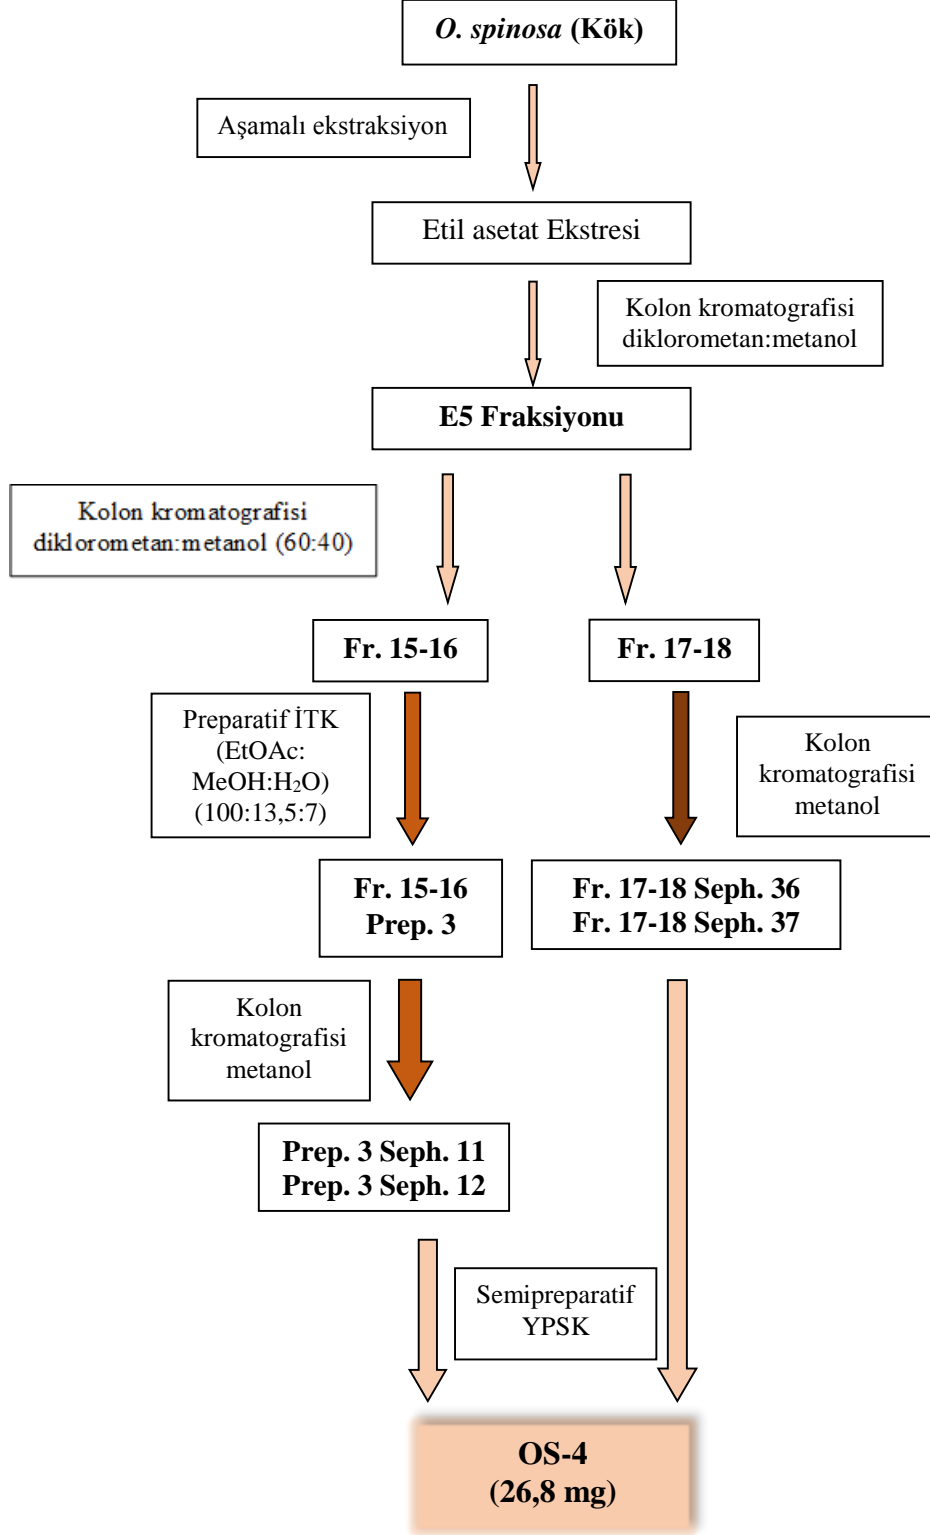 O. spinosa (Kök)
Aşamalı ekstraksiyon
Etil asetat Ekstresi
Kolon kromatografisi
diklorometan:metanol
E5 Fraksiyonu
Kolon kromatografisi
diklorometan:metanol (60:40)
Fr. 15-16
Fr. 17-18
Preparatif İTK
(EtOAc:
MeOH:H₂O)
(100:13,5:7)
Kolon
kromatografisi
metanol
Fr. 15-16
Prep. 3
Fr. 17-18 Seph. 36
Fr. 17-18 Seph. 37
Kolon
kromatografisi
metanol
Prep. 3 Seph. 11
Prep. 3 Seph. 12
Semipreparatif
YPSK
OS-4
(26,8 mg)